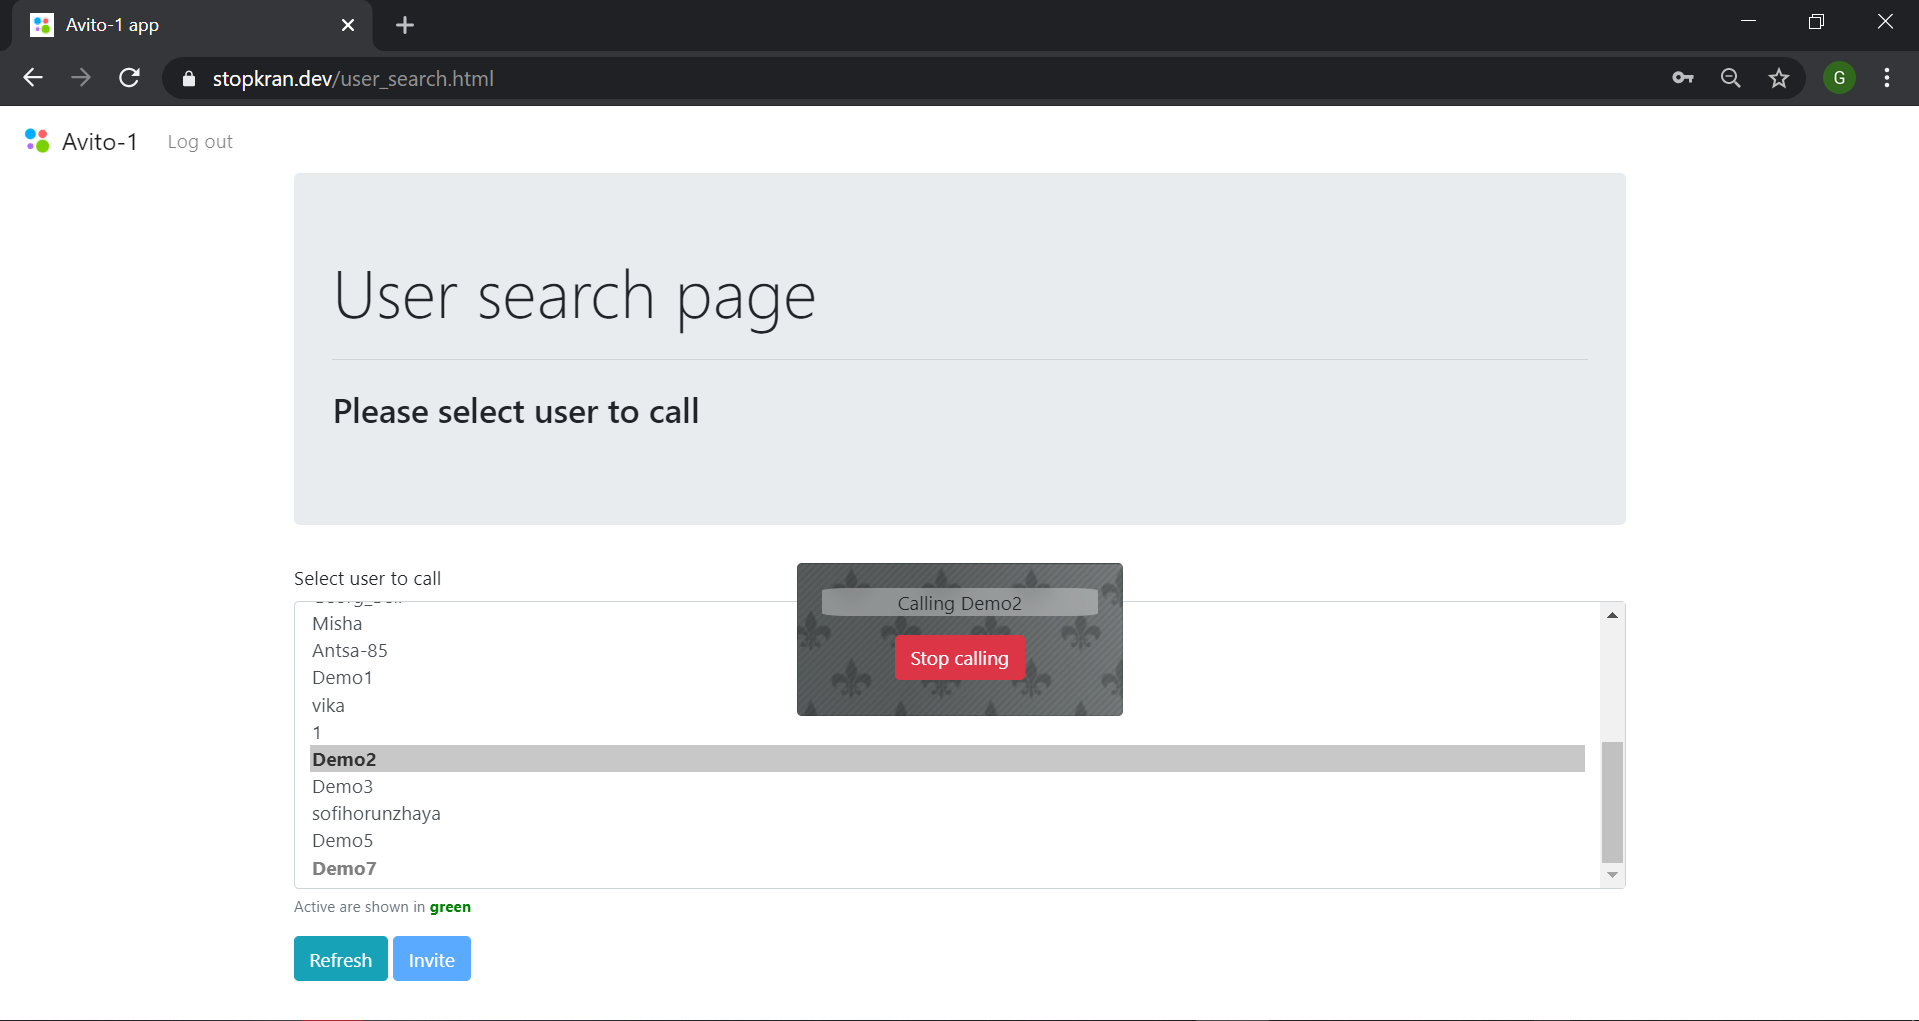 Avito-1 app
stopkran.dev/user_search.html
G
Avito-1
Log out
User search page
Please select user to call
Select user to call
Misha
Antsa-85
Demo1
vika
1
Demo2
Demo3
sofihorunzhaya
Demo5
Demo7
Calling Demo2
Stop calling
Active are shown in green
Refresh
Invite